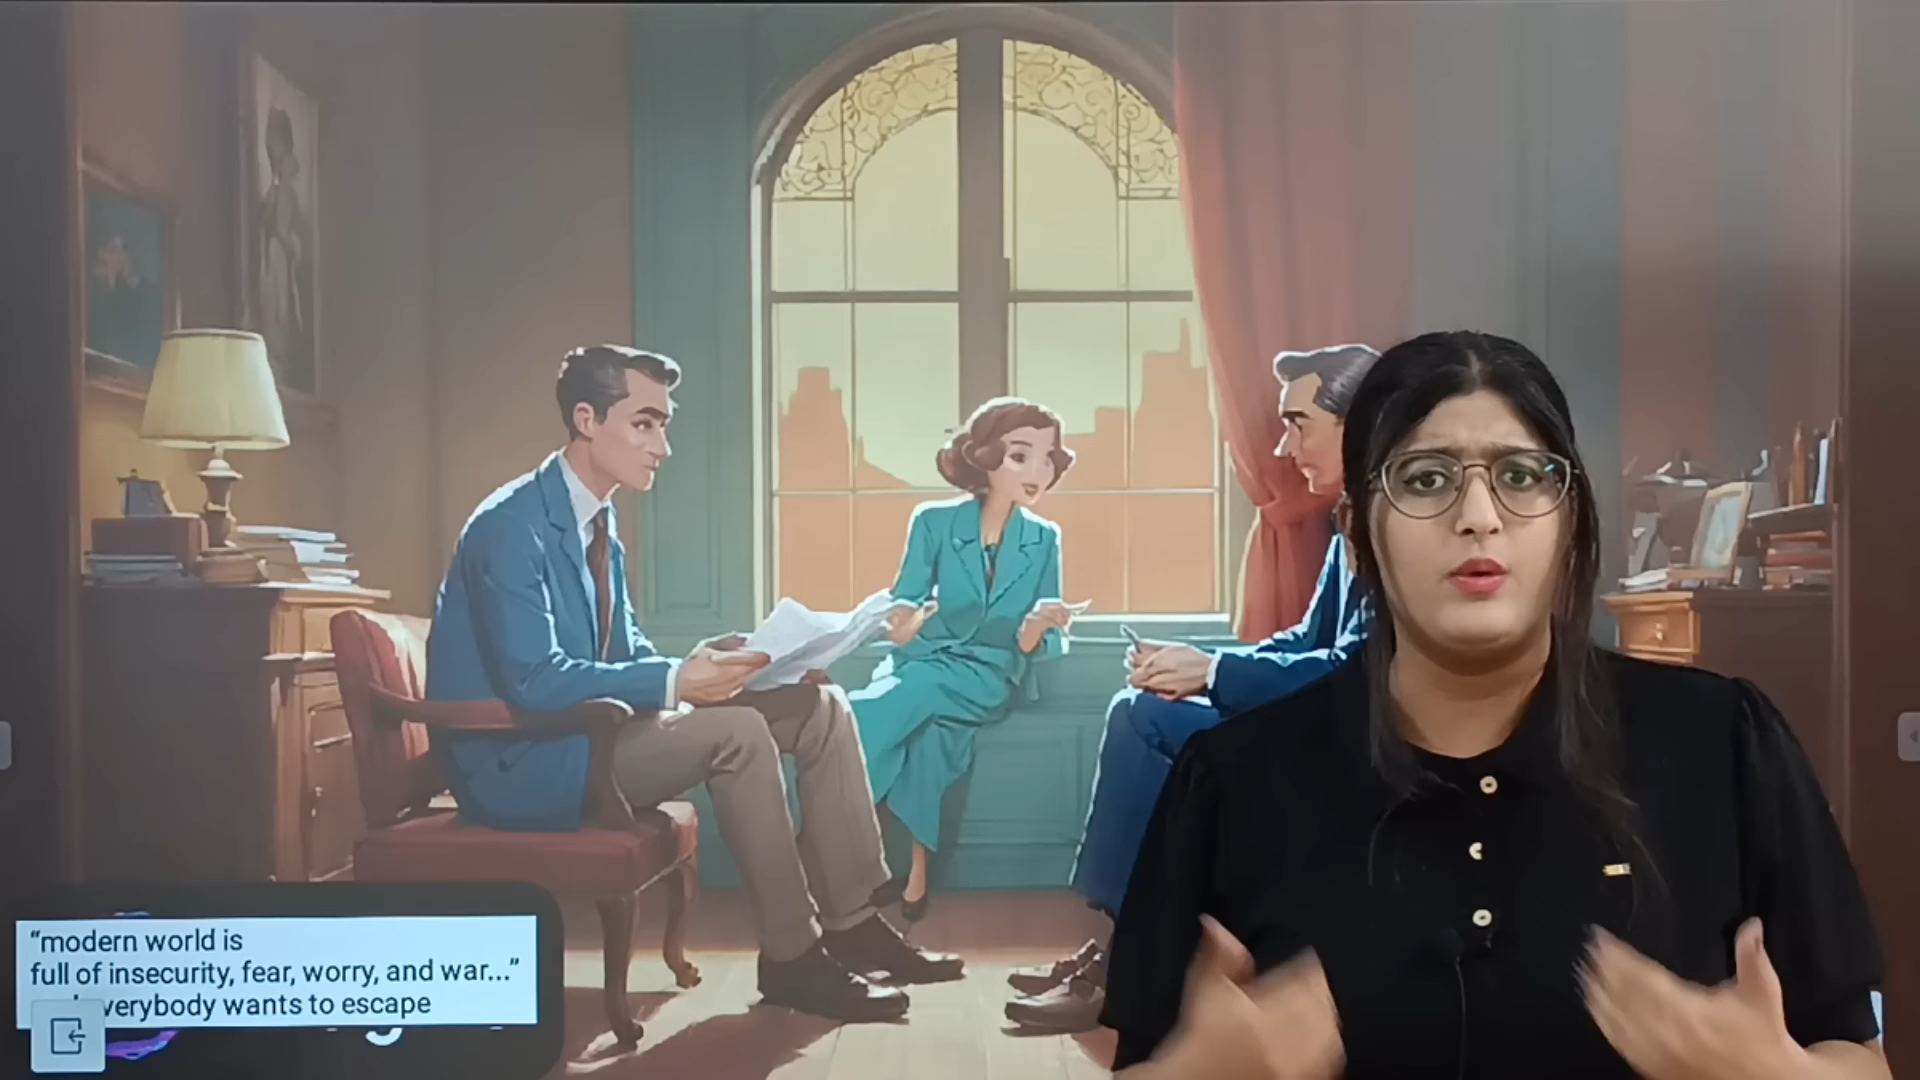 “modern world is
full of insecurity, fear, worry, and war...”
verybody wants to escape